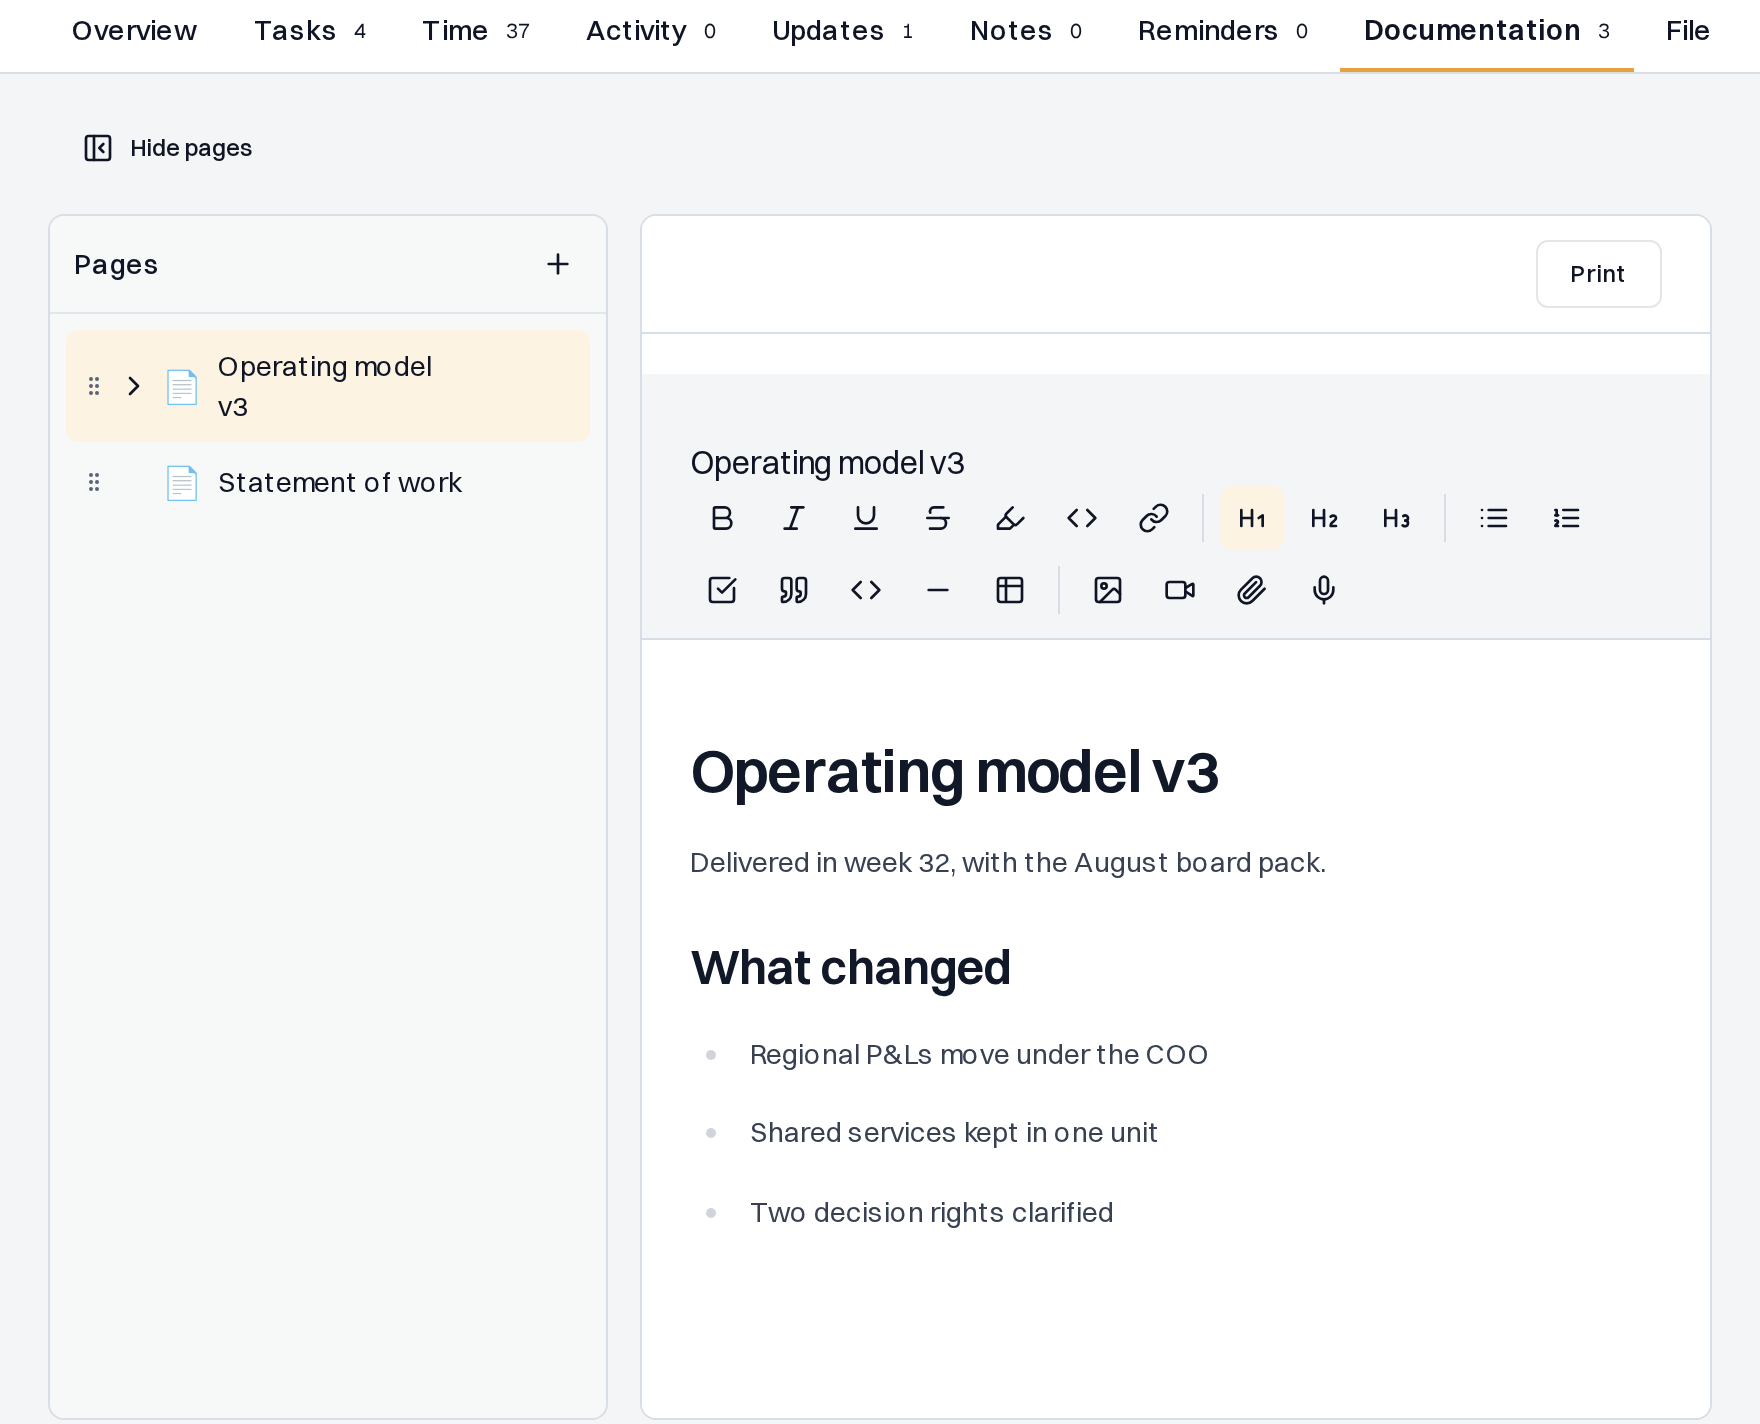 Overview Tasks 4 Time 37 Activity 0 Updates 1 Notes 0 Reminders 0 Documentation 3 File
Hide pages
Pages
Operating model
v3
Statement of work
Print
Operating model v3
H1 H2 H3
Operating model v3
Delivered in week 32, with the August board pack.
What changed
Regional P&Ls move under the COO
Shared services kept in one unit
Two decision rights clarified